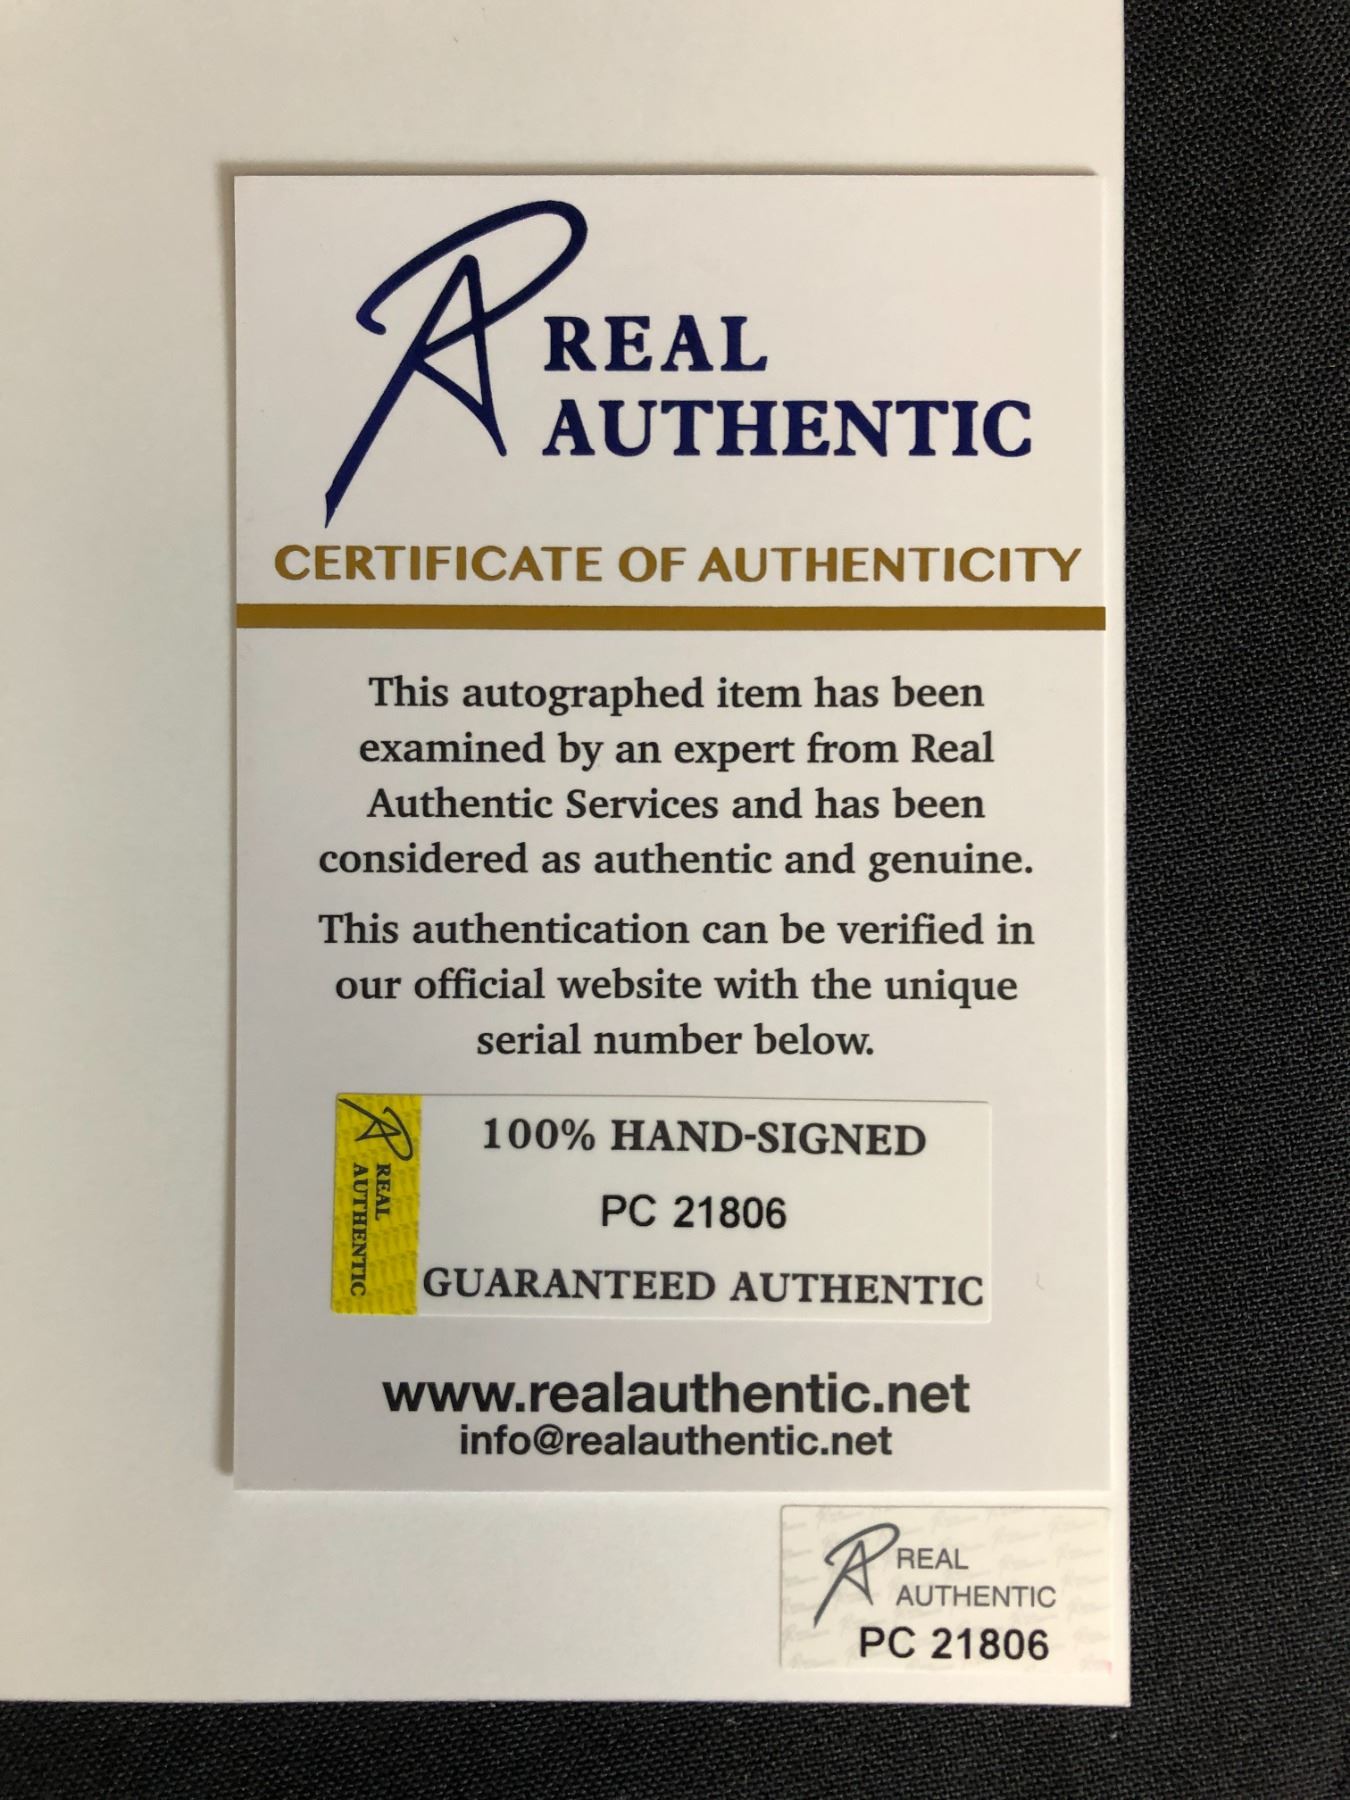 REAL
AUTHENTIC
CERTIFICATE OF AUTHENTICITY
This autographed item has been
examined by an expert from Real
Authentic Services and has been
considered as authentic and genuine.
This authentication can be verified in
our official website with the unique
serial number below.
REAL
AUTHENTIC
100% HAND-SIGNED
PC 21806
GUARANTEED AUTHENTIC
www.realauthentic.net
info@realauthentic.net
REAL
AUTHENTIC
PC 21806